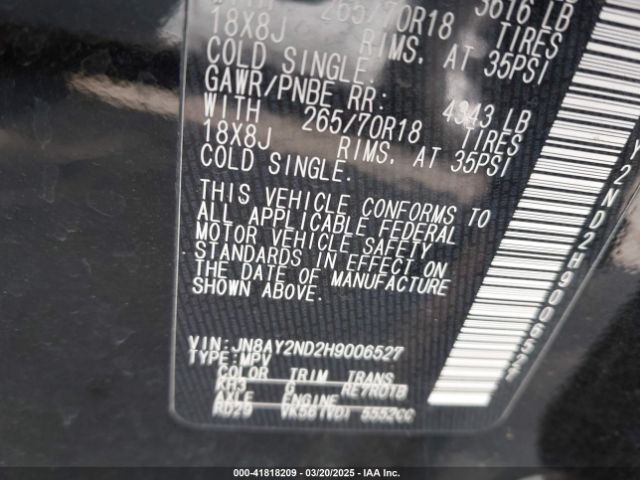 WITH 265/70R18 3616 LB
18X8J RIMS. AT 35PSI TIRES
COLD SINGLE.
GAWR/PNBE RR: 4343 LB
WITH 265/70R18 TIRES
18X8J RIMS. AT 35PSI
COLD SINGLE.
THIS VEHICLE CONFORMS TO
ALL APPLICABLE FEDERAL
MOTOR VEHICLE SAFETY
STANDARDS IN EFFECT ON
THE DATE OF MANUFACTURE
SHOWN ABOVE.
VIN:JN8AY2ND2H9006527
TYPE:MPV
COLOR TRIM TRANS
KH3 G RE7R01B
AXLE ENGINE
RD29 VK56(VD) 5552CC
Y2ND2H9006527
000-41818209 — 03/20/2025 — IAA Inc.